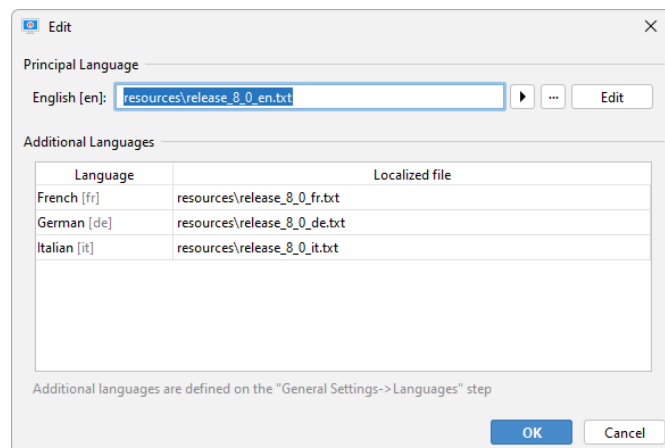 Edit
Principal Language
English [en]: resources\release_8_0_en.txt ... Edit
Additional Languages
Language Localized file
French [fr] resources\release_8_0_fr.txt
German [de] resources\release_8_0_de.txt
Italian [it] resources\release_8_0_it.txt
Additional languages are defined on the "General Settings->Languages" step
OK Cancel